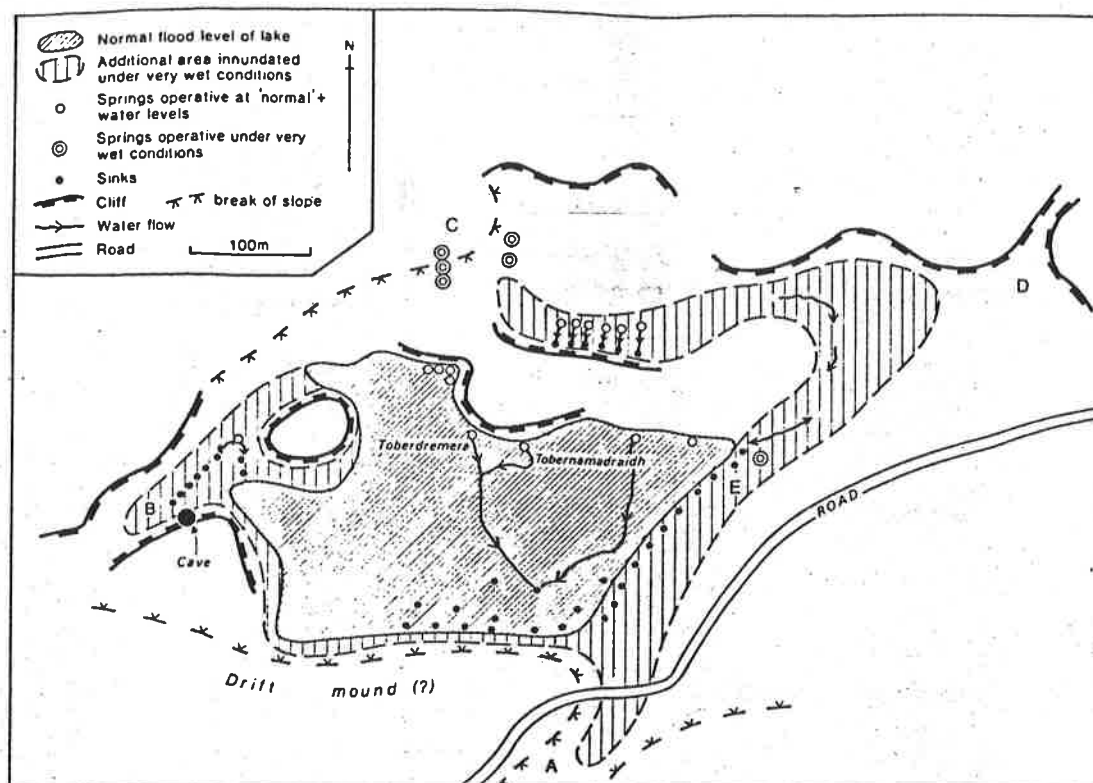 Normal flood level of lake
Additional area innundated
under very wet conditions
Springs operative at 'normal'+
water levels
Springs operative under very
wet conditions
Sinks
Cliff
break of slope
Water flow
Road
100m
N
C
D
Toberdremera
Tobernamadraidh
B
E
Cave
ROAD
Drift mound (?)
A